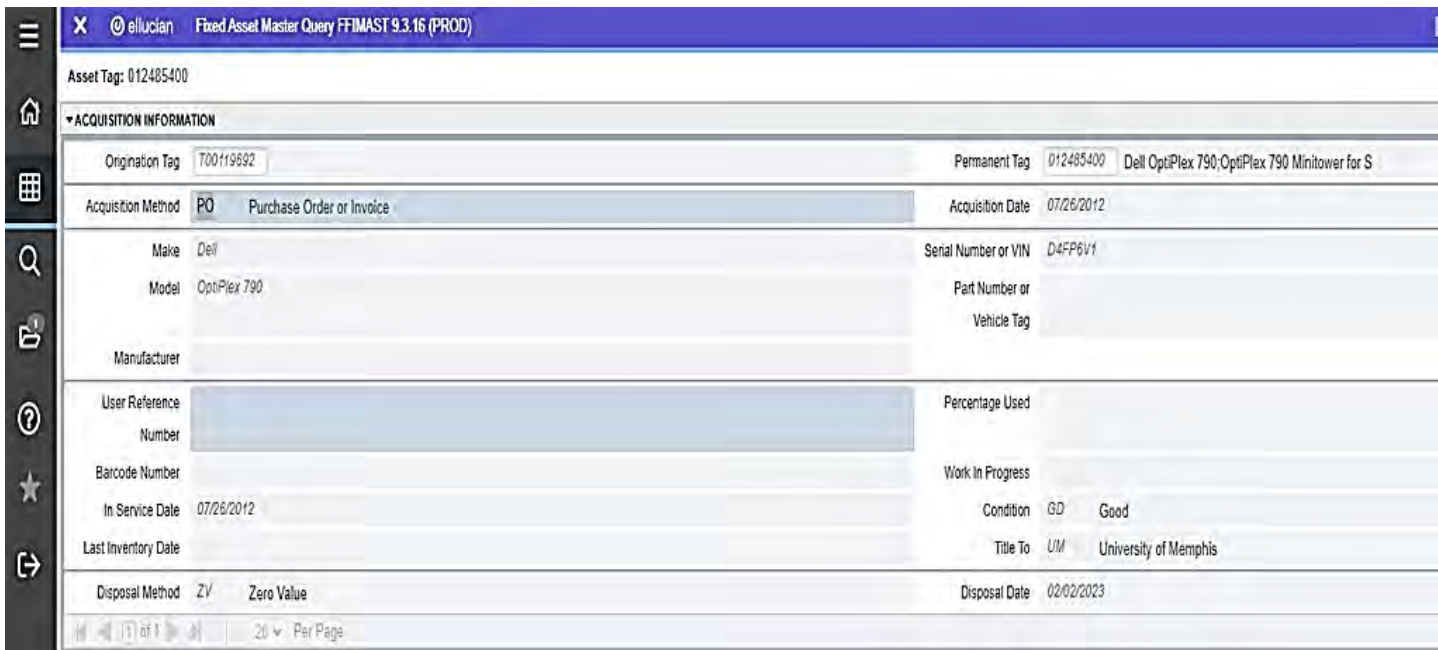 ellucian Fixed Asset Master Query FFIMAST 9.3.16 (PROD)
Asset Tag: 012485400
ACQUISITION INFORMATION
Origination Tag T00119692 Permanent Tag 012485400 Dell OptiPlex 790;OptiPlex 790 Minitower for S
Acquisition Method PO Purchase Order or Invoice Acquisition Date 07/26/2012
Make Dell Serial Number or VIN D4FP6V1
Model OptiPlex 790 Part Number or
Vehicle Tag
Manufacturer
User Reference Percentage Used
Number
Barcode Number Work In Progress
In Service Date 07/26/2012 Condition GD Good
Last Inventory Date Title To UM University of Memphis
Disposal Method ZV Zero Value Disposal Date 02/02/2023
1 of 1 20 Per Page